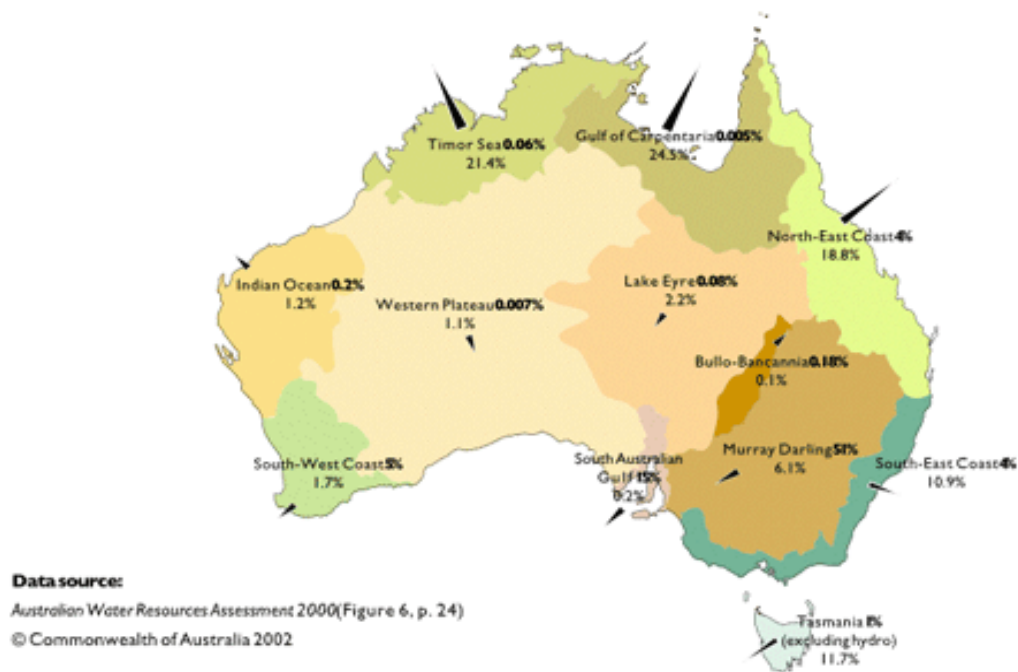 Timor Sea 0.06%
21.4%
Gulf of Carpentaria 0.005%
24.5%
North-East Coast 4%
18.8%
Indian Ocean 0.2%
1.2%
Western Plateau 0.007%
1.1%
Lake Eyre 0.08%
2.2%
Bullo-Bancannia 0.18%
0.1%
Murray Darling 51%
6.1%
South-West Coast 5%
1.7%
South Australian
Gulf 15%
0.2%
South-East Coast 4%
10.9%
Data source:
Australian Water Resources Assessment 2000(Figure 6, p. 24)
© Commonwealth of Australia 2002
Tasmania 1%
(excluding hydro)
11.7%